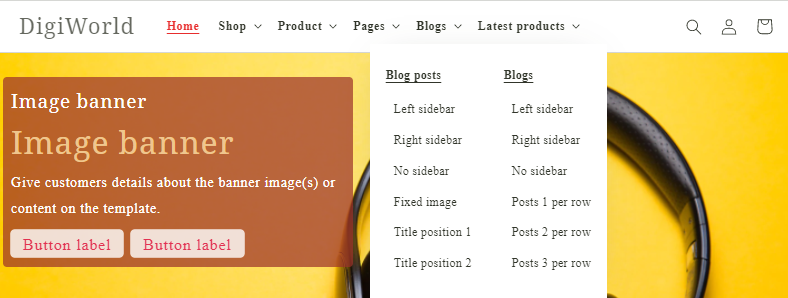 DigiWorld
Home Shop Product Pages Blogs Latest products
Image banner
Image banner
Give customers details about the banner image(s) or
content on the template.
Button label Button label
Blog posts
Left sidebar
Right sidebar
No sidebar
Fixed image
Title position 1
Title position 2
Blogs
Left sidebar
Right sidebar
No sidebar
Posts 1 per row
Posts 2 per row
Posts 3 per row